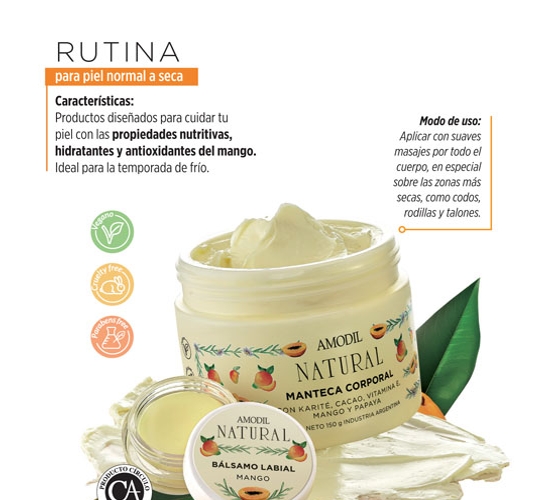 RUTINA
para piel normal a seca
Características:
Productos diseñados para cuidar tu
piel con las propiedades nutritivas,
hidratantes y antioxidantes del mango.
Ideal para la temporada de frío.
Modo de uso:
Aplicar con suaves
masajes por todo el
cuerpo, en especial
sobre las zonas más
secas, como codos,
rodillas y talones.
Vegano
Cruelty free
Parabens free
AMODIL
NATURAL
MANTECA CORPORAL
CON KARITÉ, CACAO, VITAMINA E,
MANGO Y PAPAYA
NETO 150 g INDUSTRIA ARGENTINA
AMODIL
NATURAL
BÁLSAMO LABIAL
MANGO
PRODUCTO CÍRCULO
CA